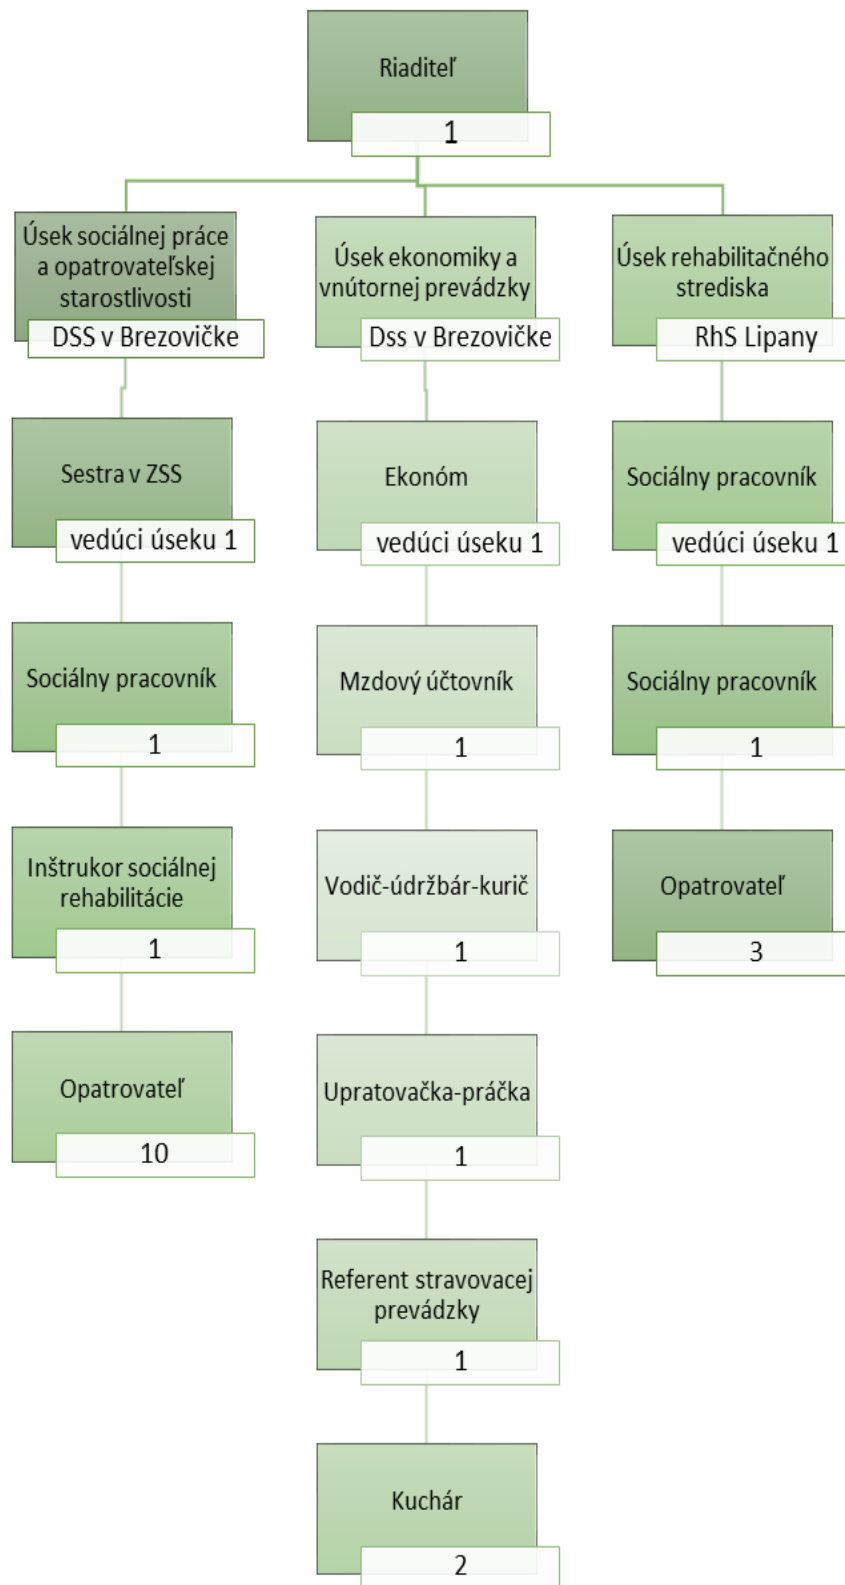 Riaditeľ
1
Úsek sociálnej práce
a opatrovateľskej
starostlivosti
DSS v Brezovičke
Sestra v ZSS
vedúci úseku 1
Sociálny pracovník
1
Inštrukor sociálnej
rehabilitácie
1
Opatrovateľ
10
Úsek ekonomiky a
vnútornej prevádzky
Dss v Brezovičke
Ekonóm
vedúci úseku 1
Mzdový účtovník
1
Vodič-údržbár-kurič
1
Upratovačka-práčka
1
Referent stravovacej
prevádzky
1
Kuchár
2
Úsek rehabilitačného
strediska
RhS Lipany
Sociálny pracovník
vedúci úseku 1
Sociálny pracovník
1
Opatrovateľ
3